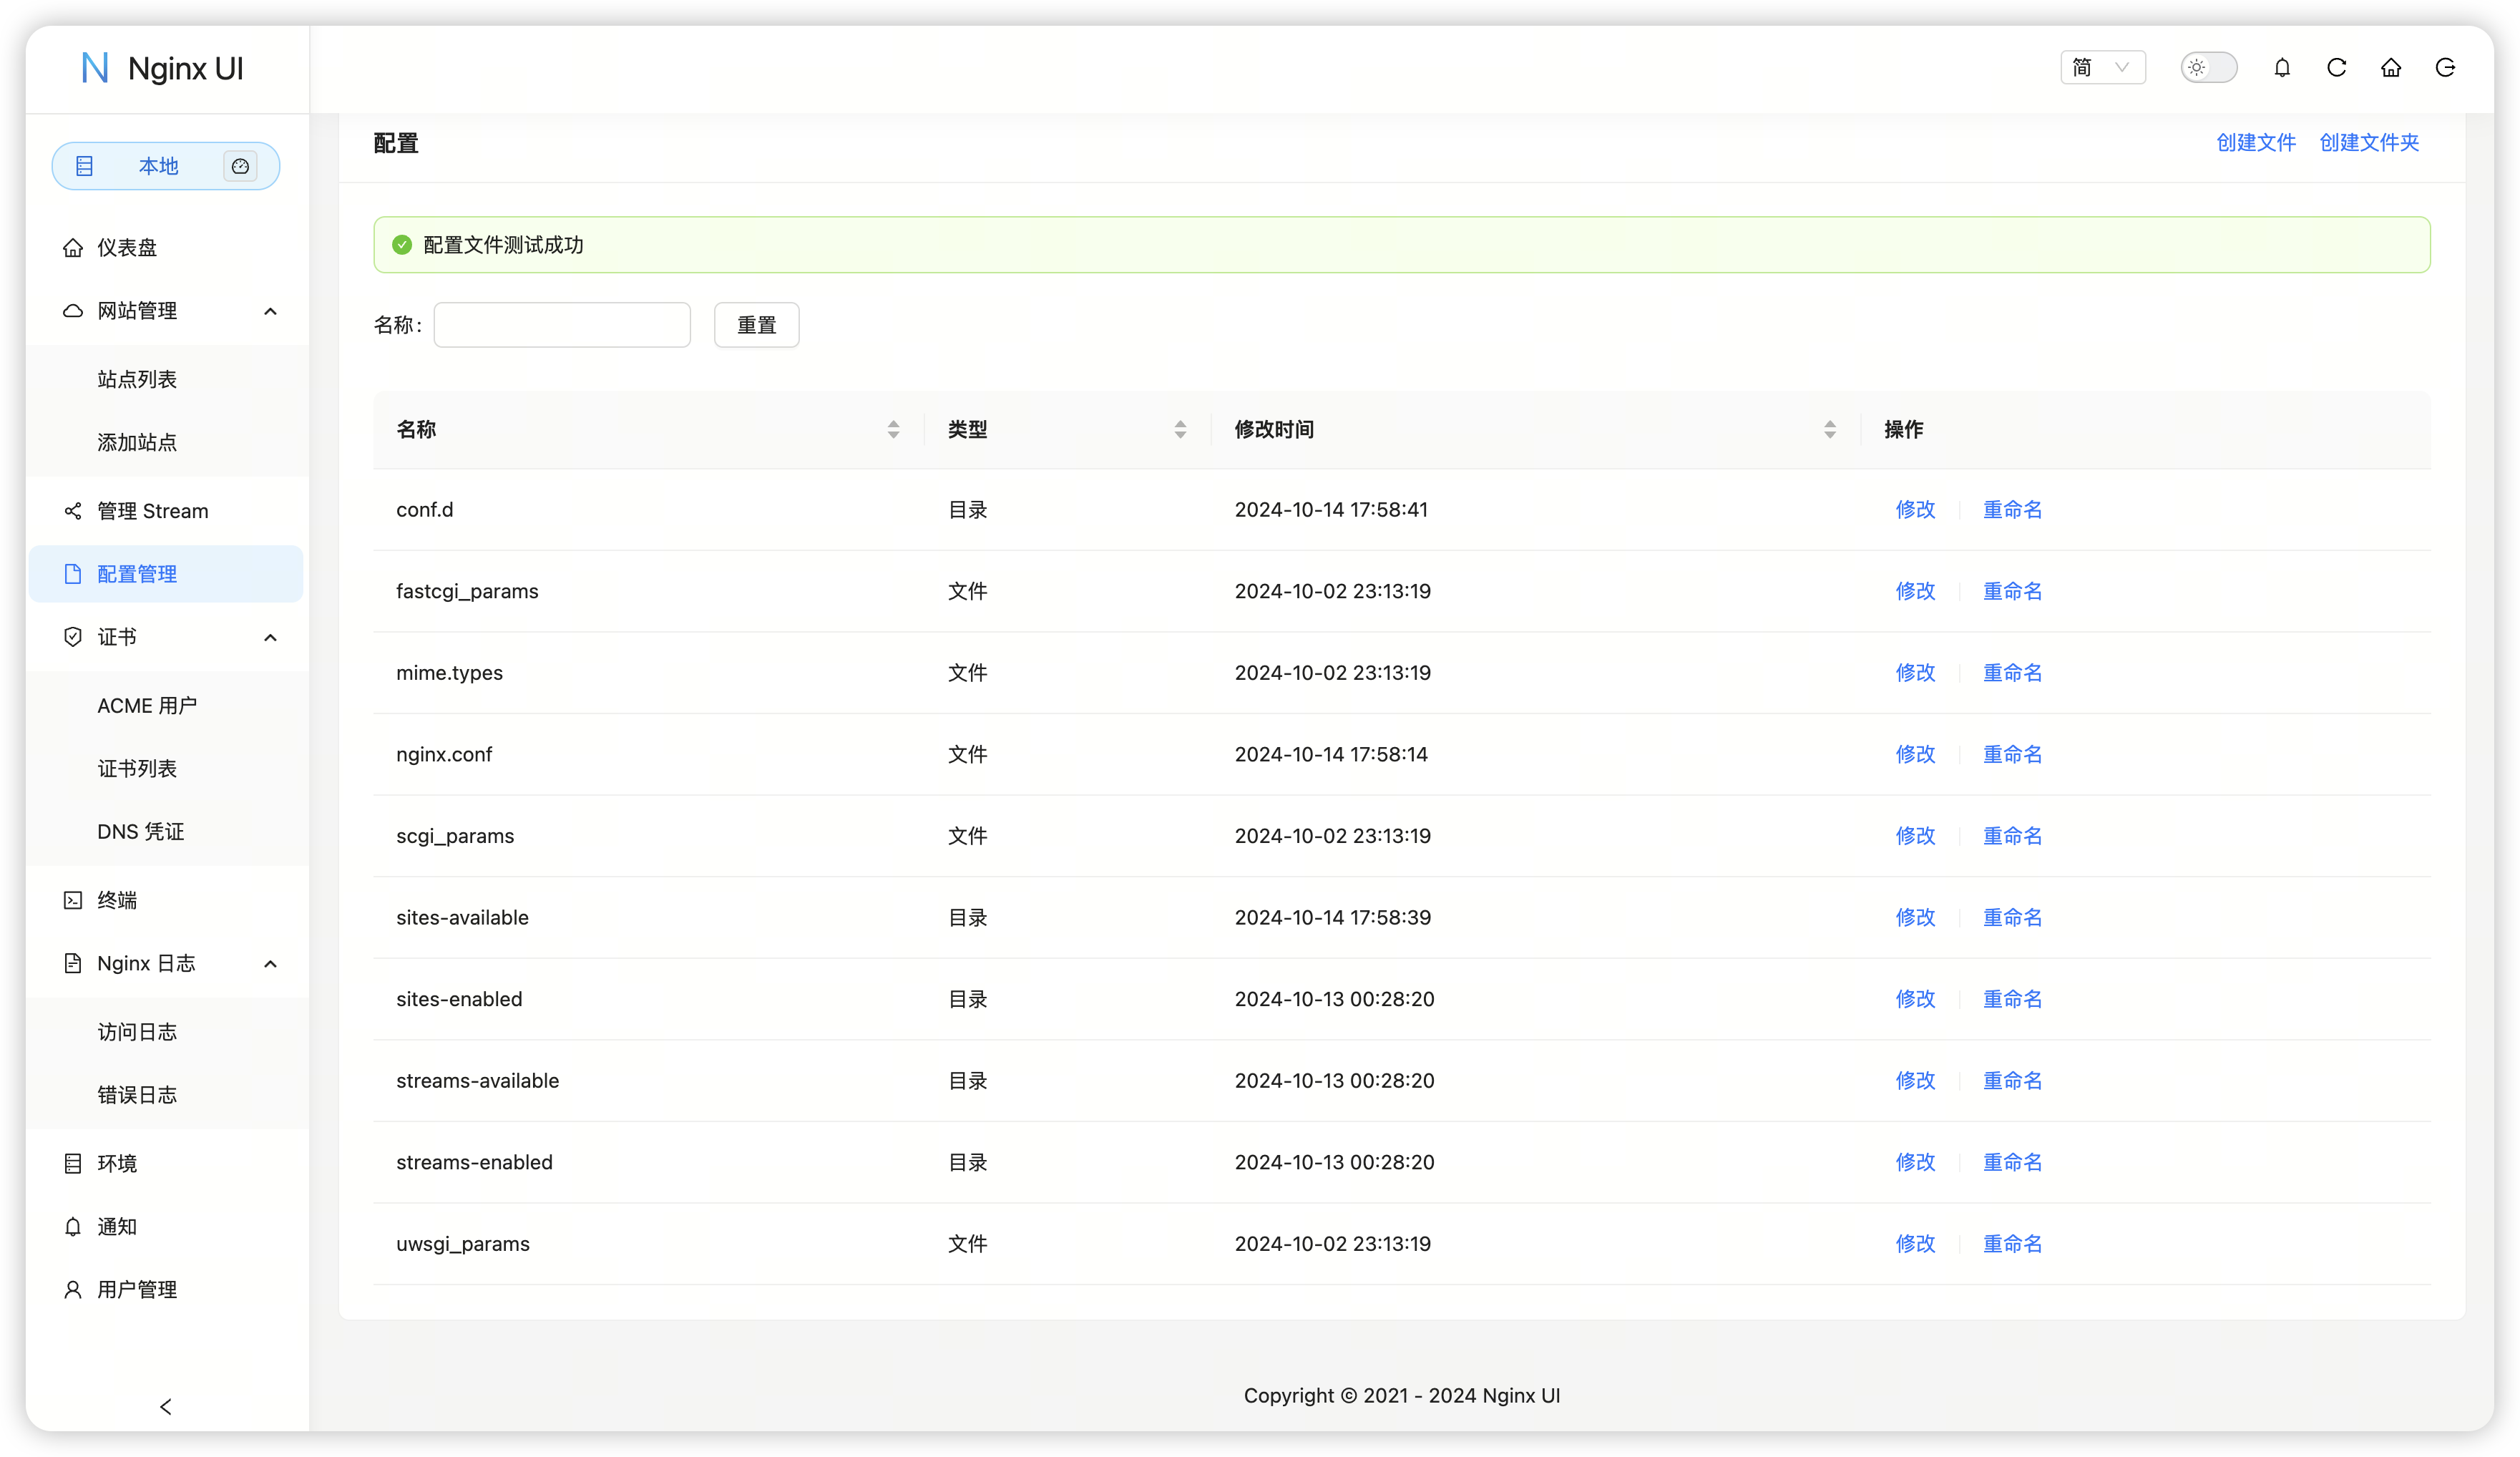 Nginx UI
简
本地
仪表盘
网站管理
站点列表
添加站点
管理 Stream
配置管理
证书
ACME 用户
证书列表
DNS 凭证
终端
Nginx 日志
访问日志
错误日志
环境
通知
用户管理
配置 创建文件 创建文件夹
配置文件测试成功
名称: 重置
名称 类型 修改时间 操作
conf.d 目录 2024-10-14 17:58:41 修改 重命名
fastcgi_params 文件 2024-10-02 23:13:19 修改 重命名
mime.types 文件 2024-10-02 23:13:19 修改 重命名
nginx.conf 文件 2024-10-14 17:58:14 修改 重命名
scgi_params 文件 2024-10-02 23:13:19 修改 重命名
sites-available 目录 2024-10-14 17:58:39 修改 重命名
sites-enabled 目录 2024-10-13 00:28:20 修改 重命名
streams-available 目录 2024-10-13 00:28:20 修改 重命名
streams-enabled 目录 2024-10-13 00:28:20 修改 重命名
uwsgi_params 文件 2024-10-02 23:13:19 修改 重命名
Copyright © 2021 - 2024 Nginx UI